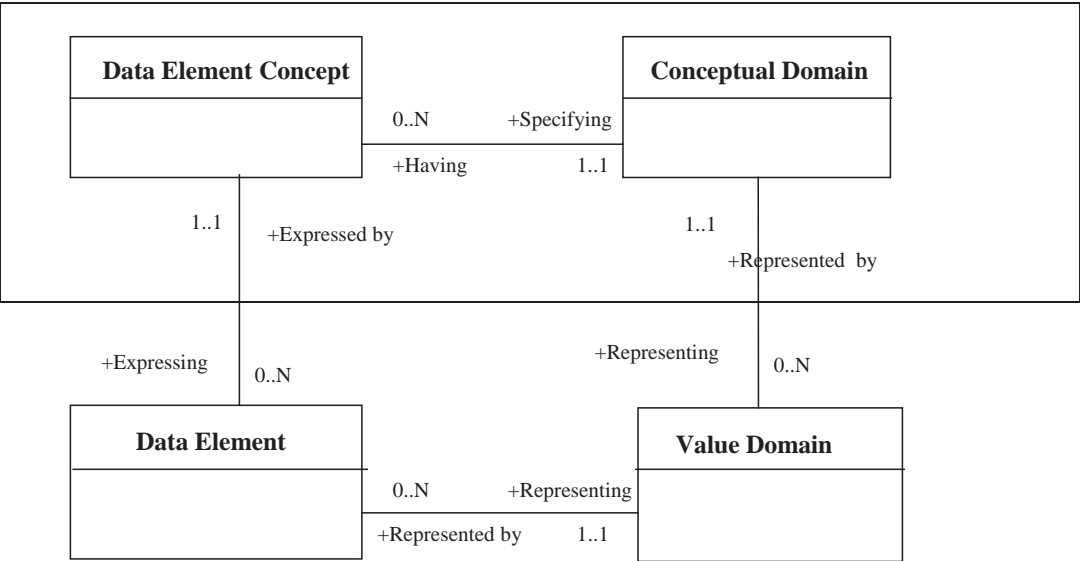 Data Element Concept
Conceptual Domain
0..N
+Specifying
+Having
1..1
1..1
+Expressed by
1..1
+Represented by
+Expressing
0..N
+Representing
0..N
Data Element
Value Domain
0..N
+Representing
+Represented by
1..1